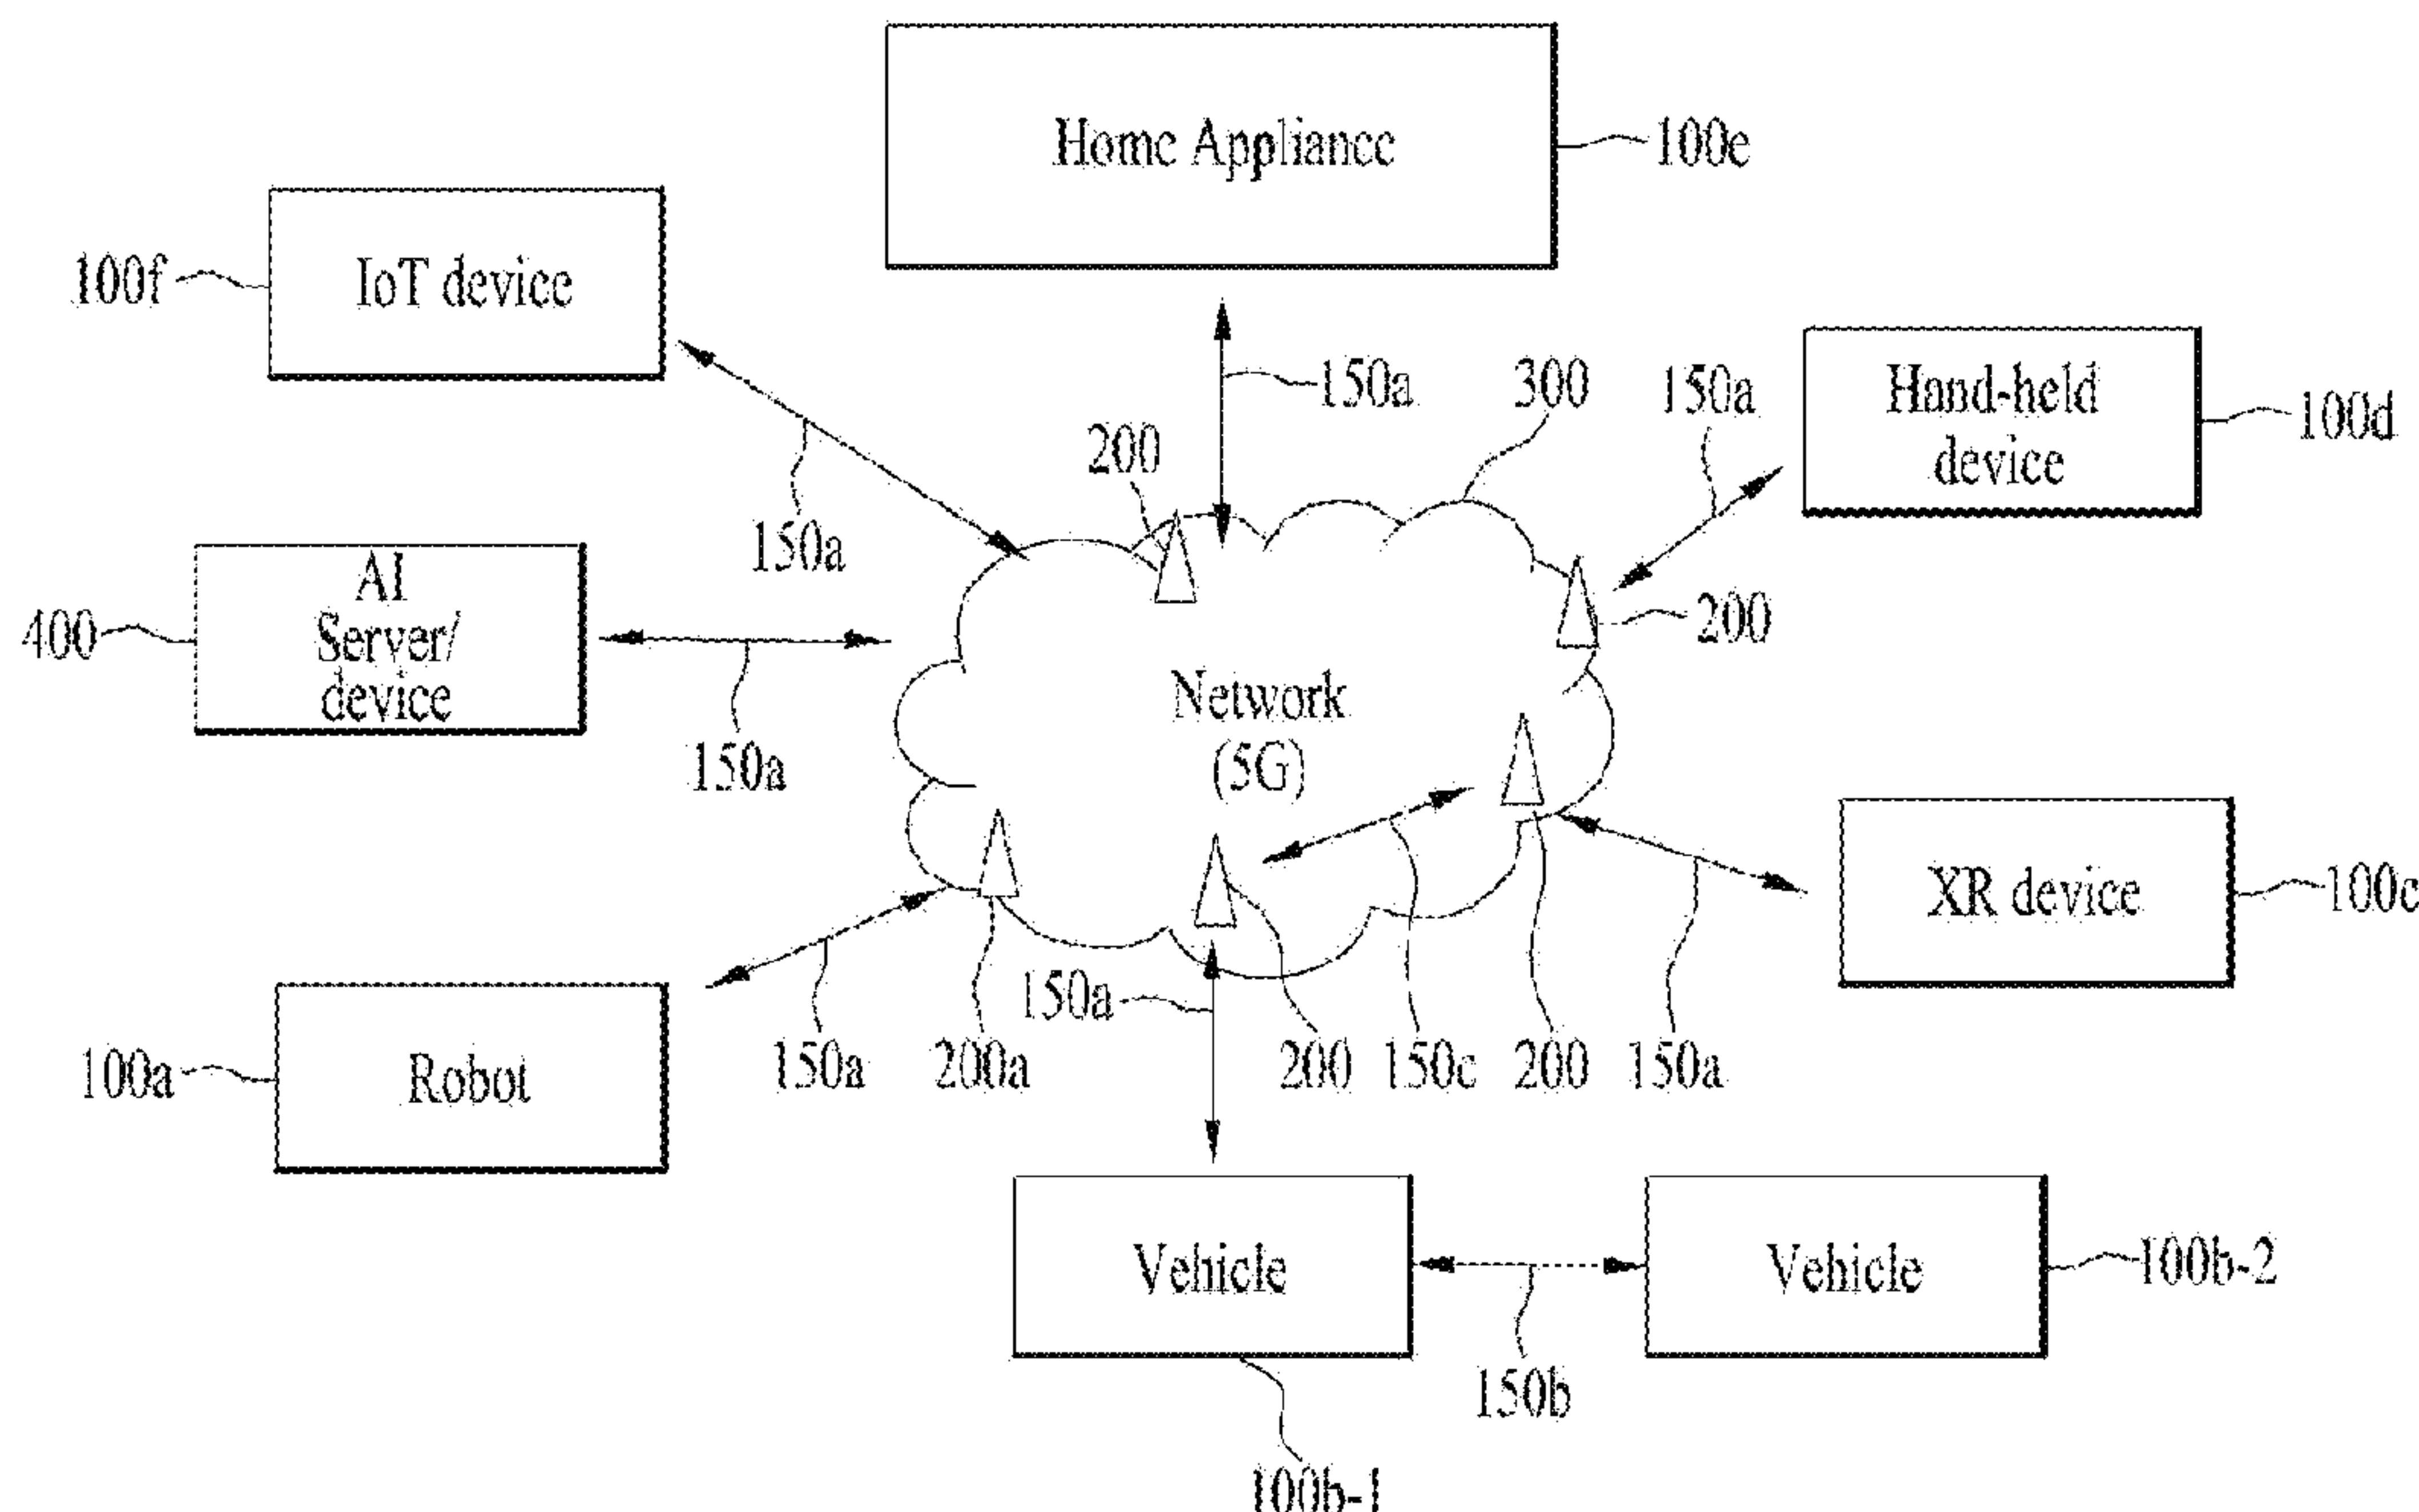 Home Appliance
100e
IoT device
100f
150a
300
150a
Hand-held
device
100d
200
150a
AI
Server/
device
400
200
150a
Network
(5G)
XR device
100c
150a
200a
150a
200
150c
200
150a
Robot
100a
Vehicle
Vehicle
100b-2
150b
100b-1